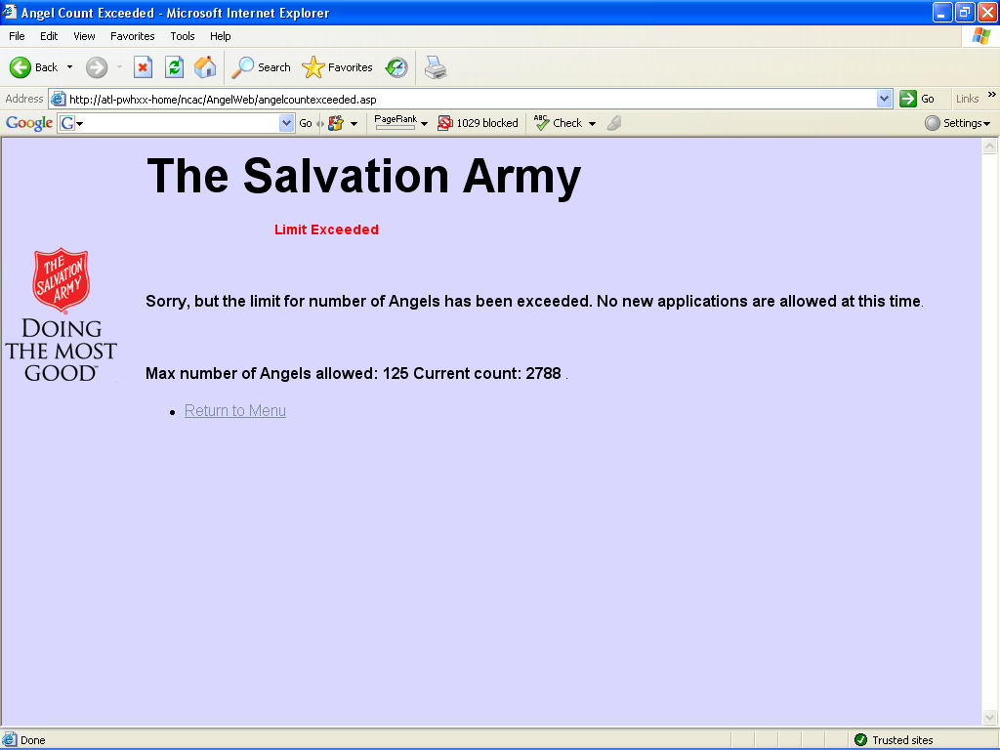 Angel Count Exceeded - Microsoft Internet Explorer
File Edit View Favorites Tools Help
Back Search Favorites
Address http://atl-pwhxx-home/ncac/AngelWeb/angelcountexceeded.asp Go Links »
Google G Go PageRank 1029 blocked ABC Check Settings
The Salvation Army
Limit Exceeded
THE
SALVATION
ARMY
DOING
THE MOST
GOOD™
Sorry, but the limit for number of Angels has been exceeded. No new applications are allowed at this time.
Max number of Angels allowed: 125 Current count: 2788 .
• Return to Menu
Done Trusted sites